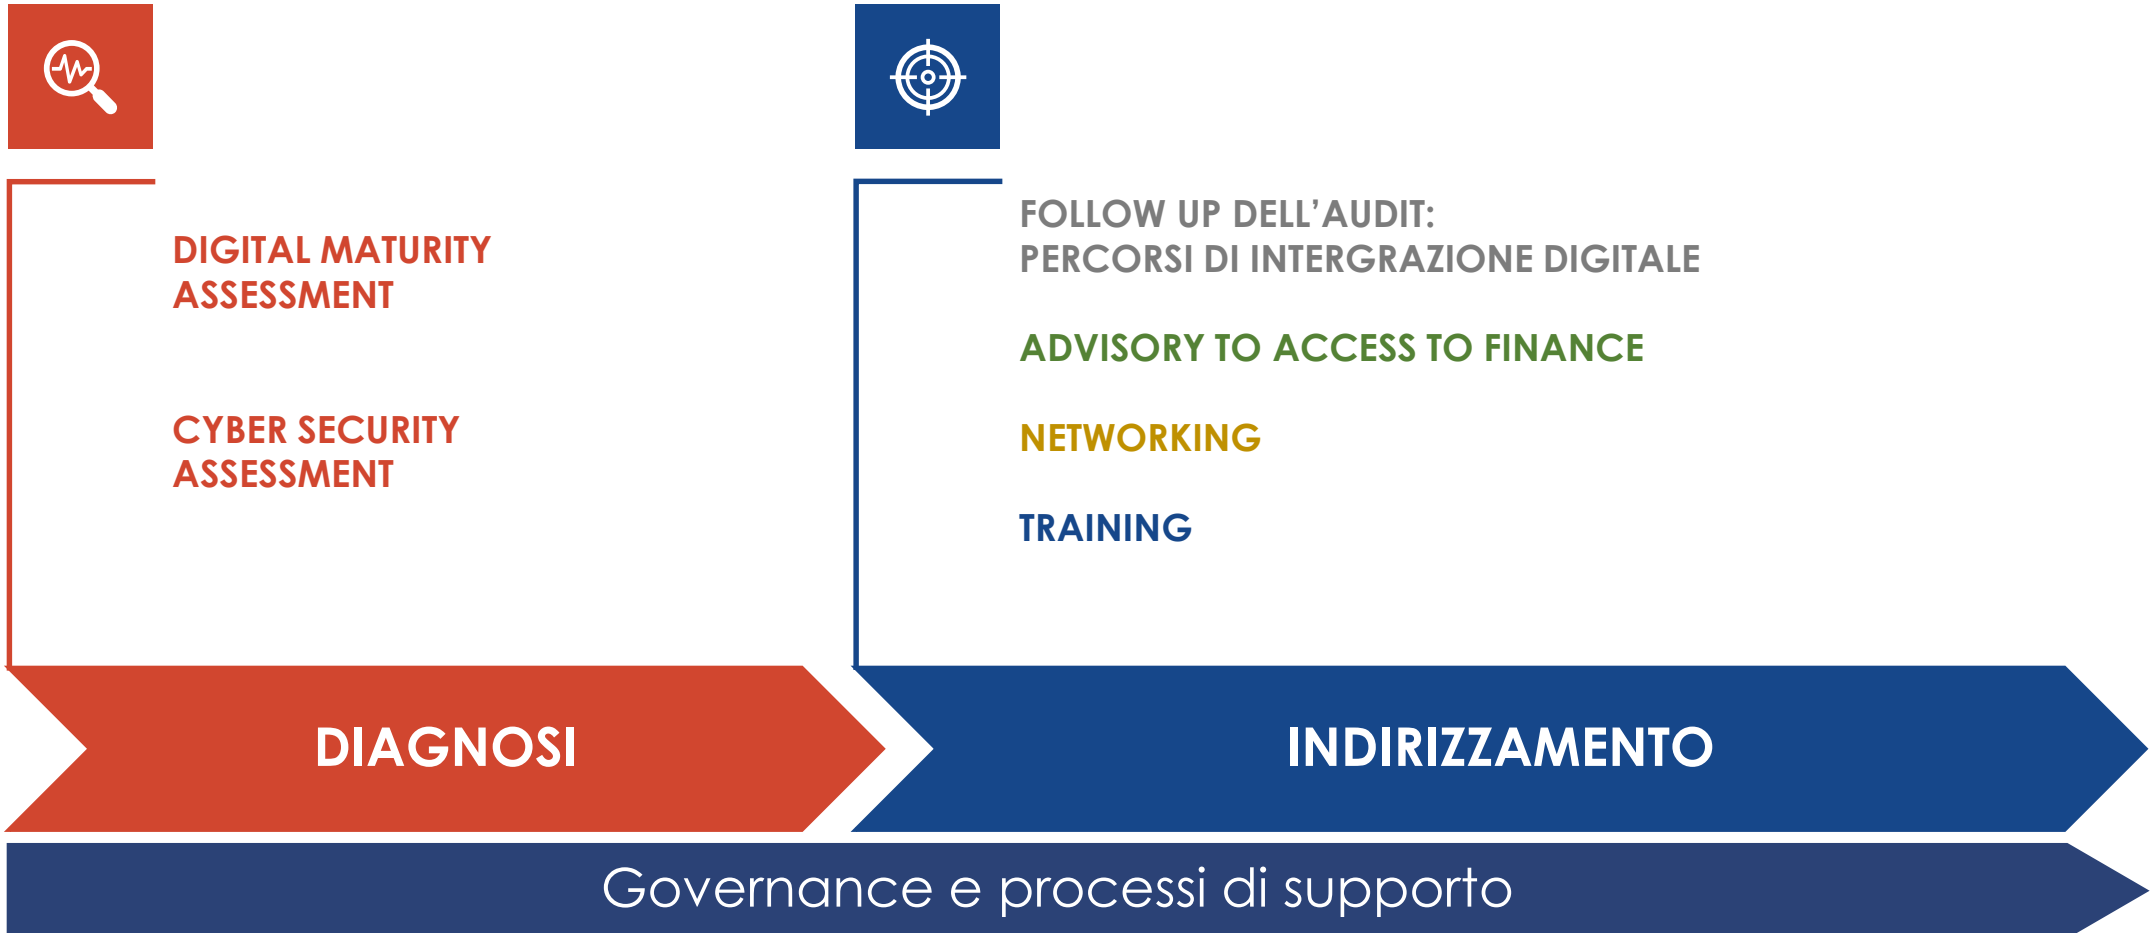 DIGITAL MATURITY
ASSESSMENT
CYBER SECURITY
ASSESSMENT
FOLLOW UP DELL’AUDIT:
PERCORSI DI INTERGRAZIONE DIGITALE
ADVISORY TO ACCESS TO FINANCE
NETWORKING
TRAINING
DIAGNOSI
INDIRIZZAMENTO
Governance e processi di supporto